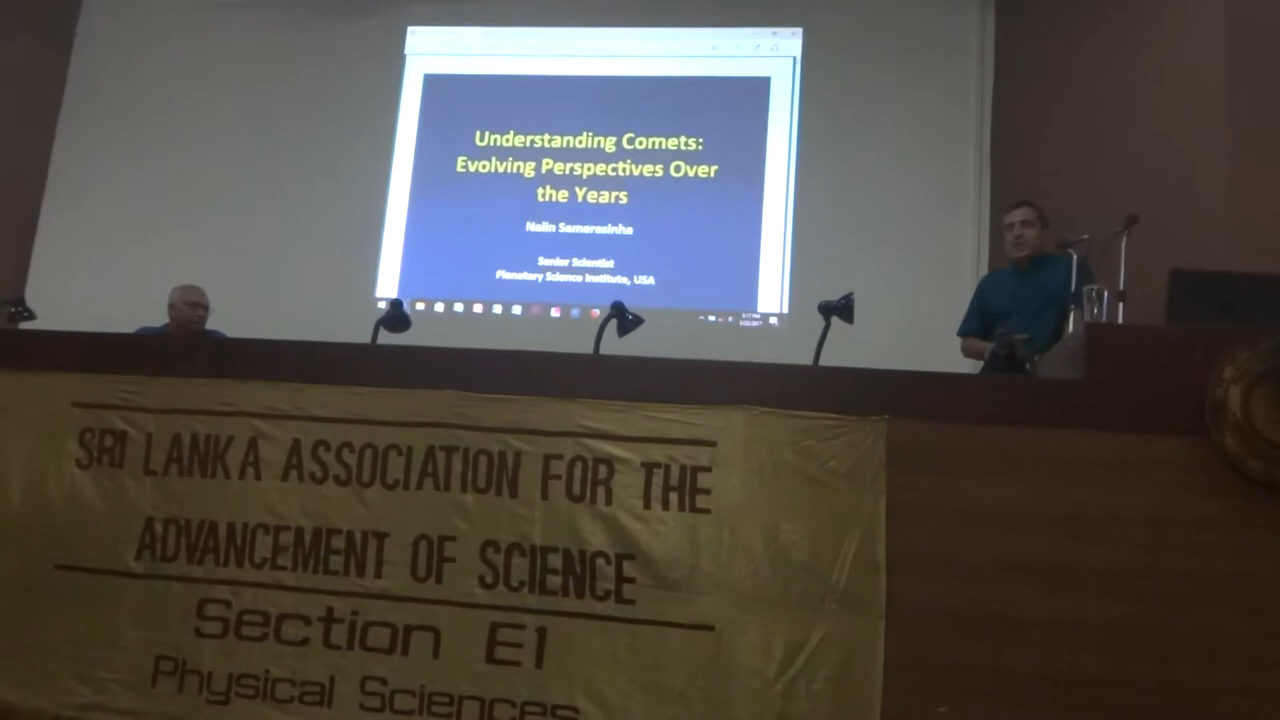 Understanding Comets:
Evolving Perspectives Over
the Years
Nalin Samarasinha
Senior Scientist
Planetary Science Institute, USA
SRI LANKA ASSOCIATION FOR THE
ADVANCEMENT OF SCIENCE
Section E1
Physical Sciences